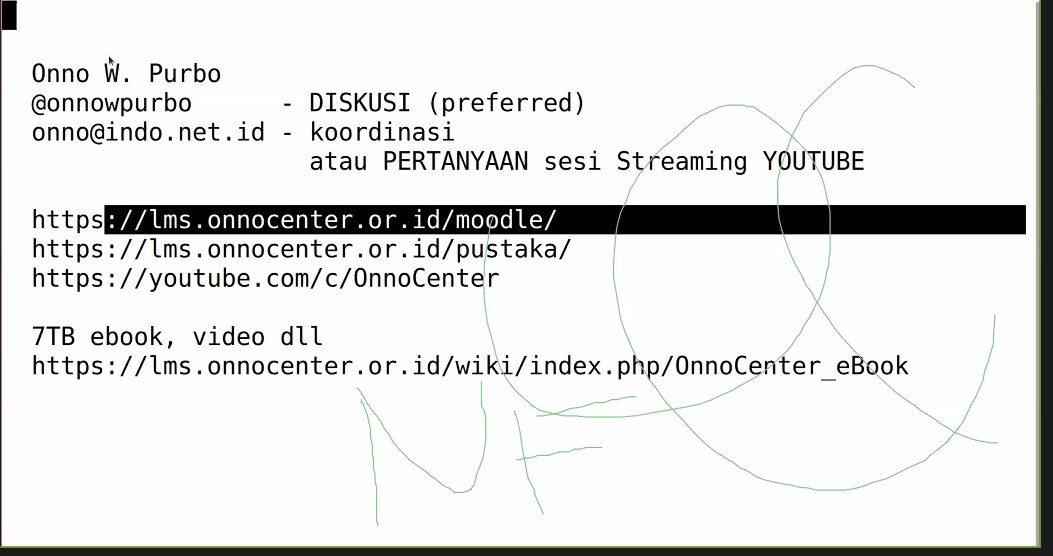 Onno W. Purbo
@onnowpurbo - DISKUSI (preferred)
onno@indo.net.id - koordinasi
atau PERTANYAAN sesi Streaming YOUTUBE
https://lms.onnocenter.or.id/moodle/
https://lms.onnocenter.or.id/pustaka/
https://youtube.com/c/OnnoCenter
7TB ebook, video dll
https://lms.onnocenter.or.id/wiki/index.php/OnnoCenter_eBook